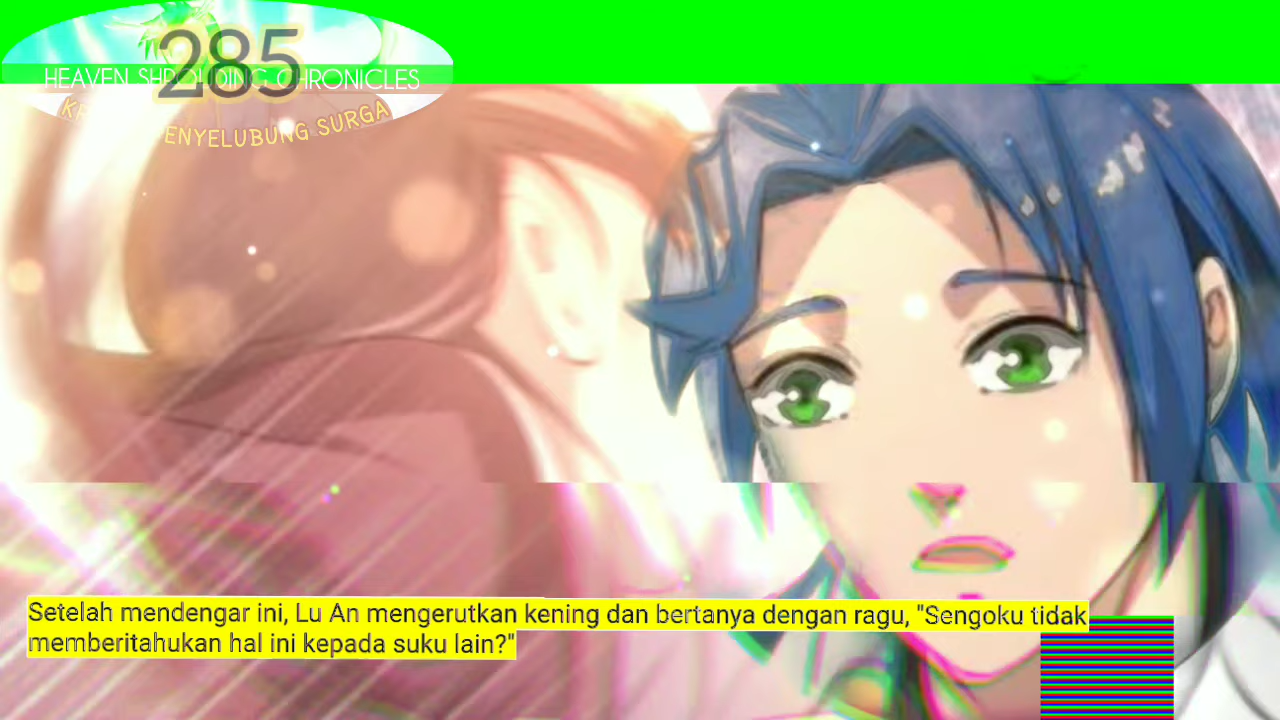 285
HEAVEN SHROUDING CHRONICLES
PENYELUBUNG SURGA
Setelah mendengar ini, Lu An mengerutkan kening dan bertanya dengan ragu, "Sengoku tidak
memberitahukan hal ini kepada suku lain?"